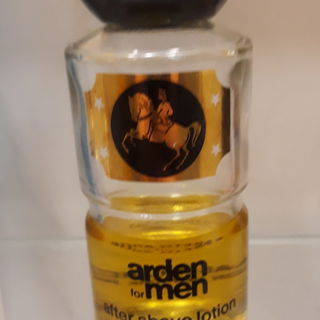 arden
for men
after shave lotion